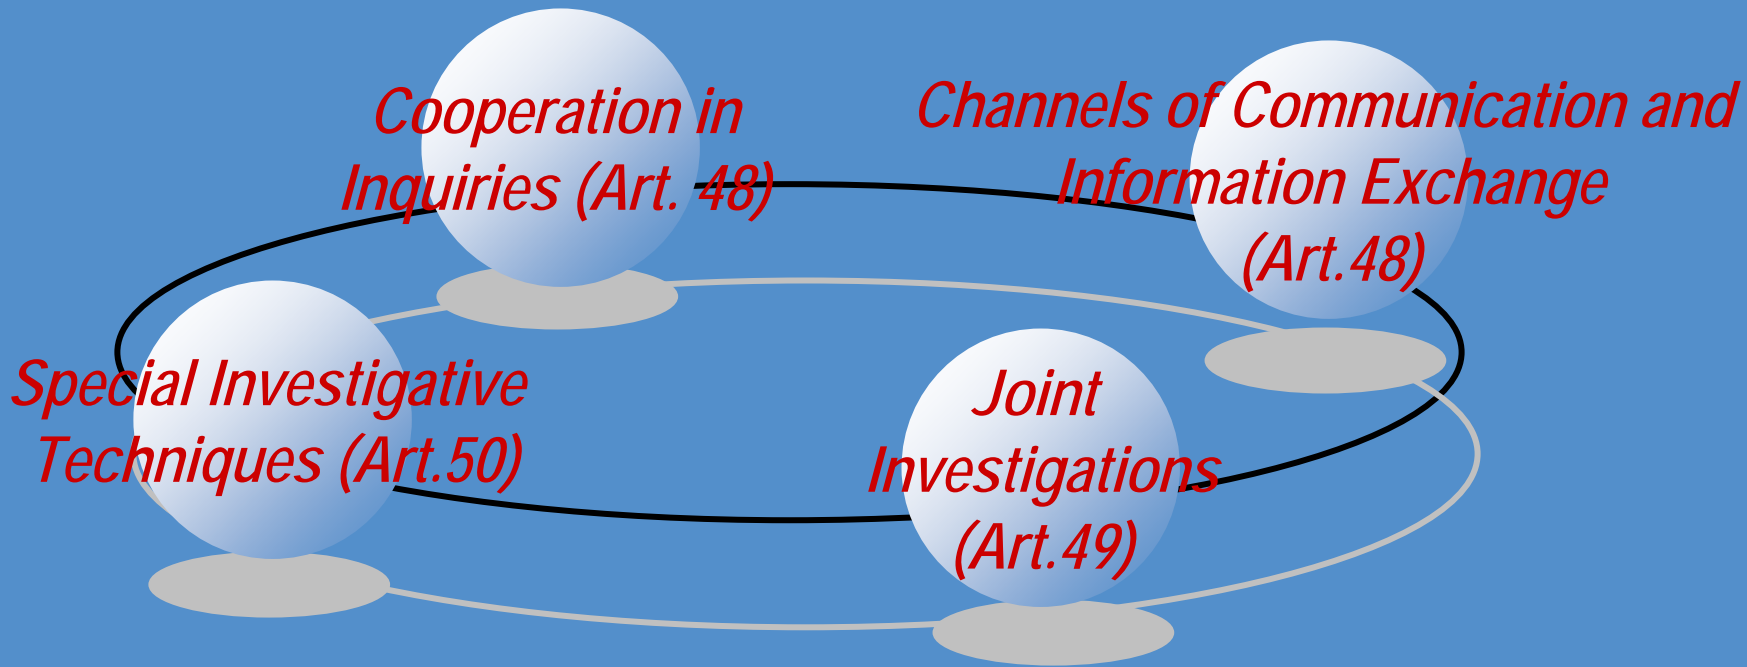 Cooperation in
Inquiries (Art. 48)
Channels of Communication and
Information Exchange
(Art.48)
Special Investigative
Techniques (Art.50)
Joint
Investigations
(Art.49)